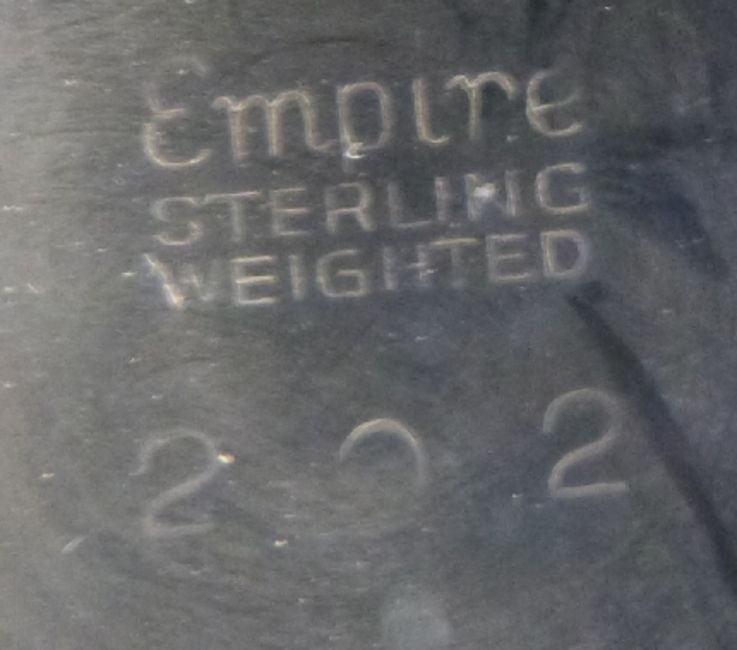 Empire
STERLING
WEIGHTED
2 2